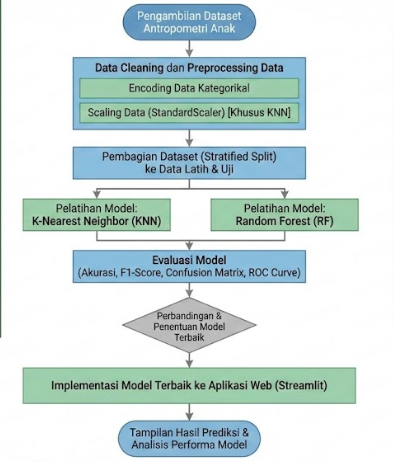 Pengambilan Dataset
Antropometri Anak
Data Cleaning dan Preprocessing Data
Encoding Data Kategorikal
Scaling Data (StandardScaler) [Khusus KNN]
Pembagian Dataset (Stratified Split)
ke Data Latih & Uji
Pelatihan Model:
K-Nearest Neighbor (KNN)
Pelatihan Model:
Random Forest (RF)
Evaluasi Model
(Akurasi, F1-Score, Confusion Matrix, ROC Curve)
Perbandingan &
Penentuan Model
Terbaik
Implementasi Model Terbaik ke Aplikasi Web (Streamlit)
Tampilan Hasil Prediksi &
Analisis Performa Model